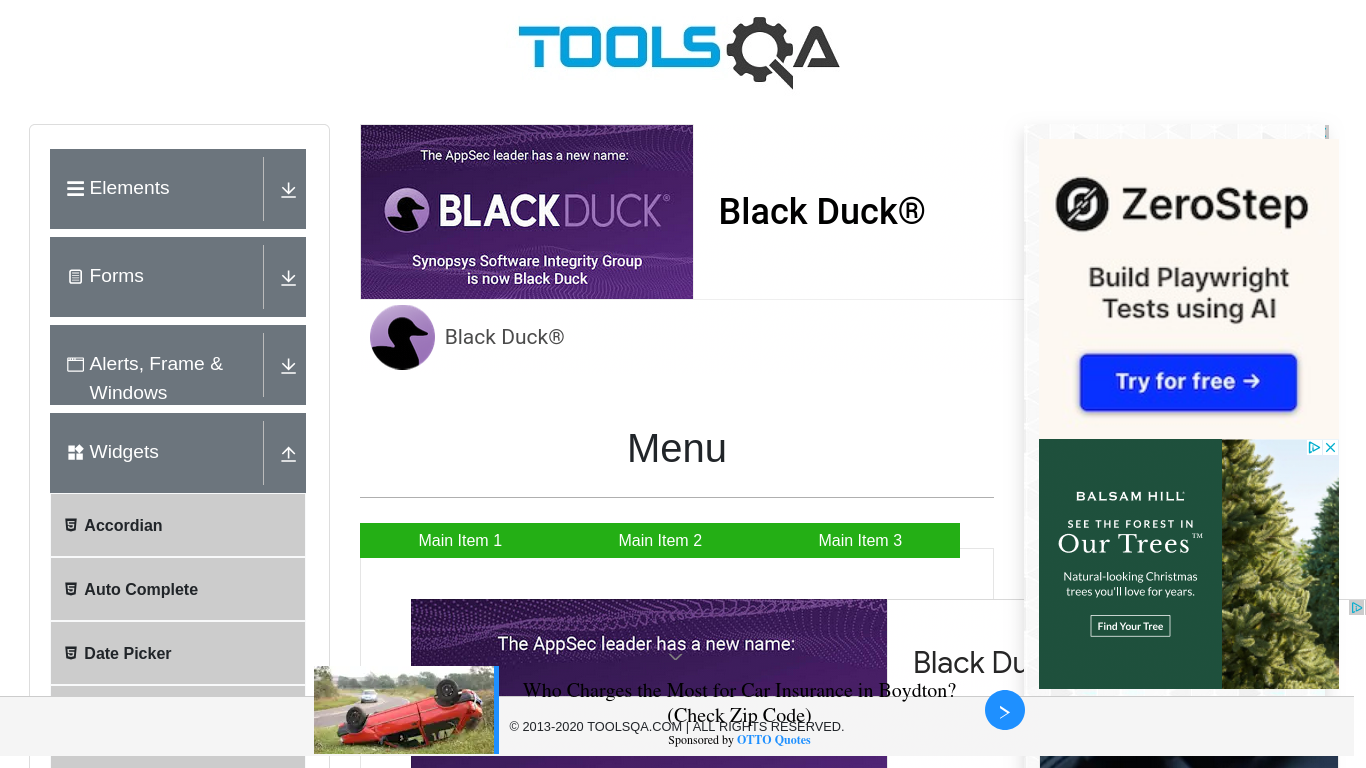 TOOLSQA
Elements
Forms
Alerts, Frame &
Windows
Widgets
Accordian
Auto Complete
Date Picker
The AppSec leader has a new name:
BLACKDUCK®
Synopsys Software Integrity Group
is now Black Duck
Black Duck®
Black Duck®
Menu
Main Item 1
Main Item 2
Main Item 3
The AppSec leader has a new name:
Black Du
ZeroStep
Build Playwright
Tests using AI
Try for free →
BALSAM HILL
SEE THE FOREST IN
Our Trees™
Natural-looking Christmas
trees you'll love for years.
Find Your Tree
Who Charges the Most for Car Insurance in Boydton?
(Check Zip Code)
Sponsored by OTTO Quotes
© 2013-2020 TOOLSQA.COM | ALL RIGHTS RESERVED.